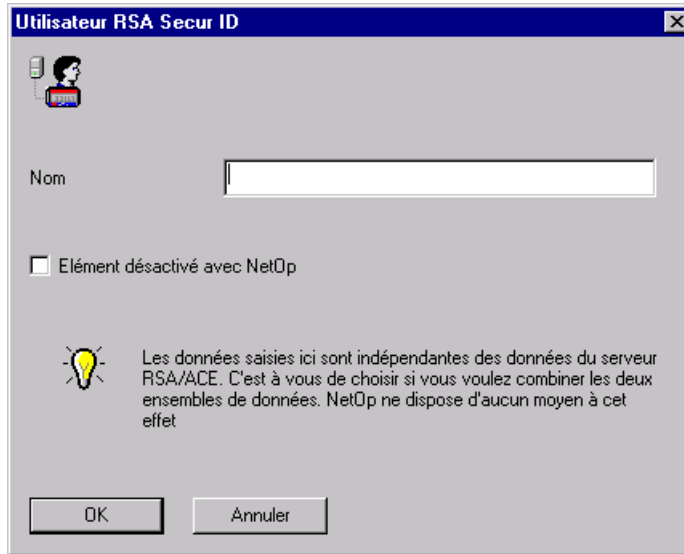 Utilisateur RSA Secur ID
Nom
Elément désactivé avec NetOp
Les données saisies ici sont indépendantes des données du serveur
RSA/ACE. C'est à vous de choisir si vous voulez combiner les deux
ensembles de données. NetOp ne dispose d'aucun moyen à cet
effet
OK
Annuler